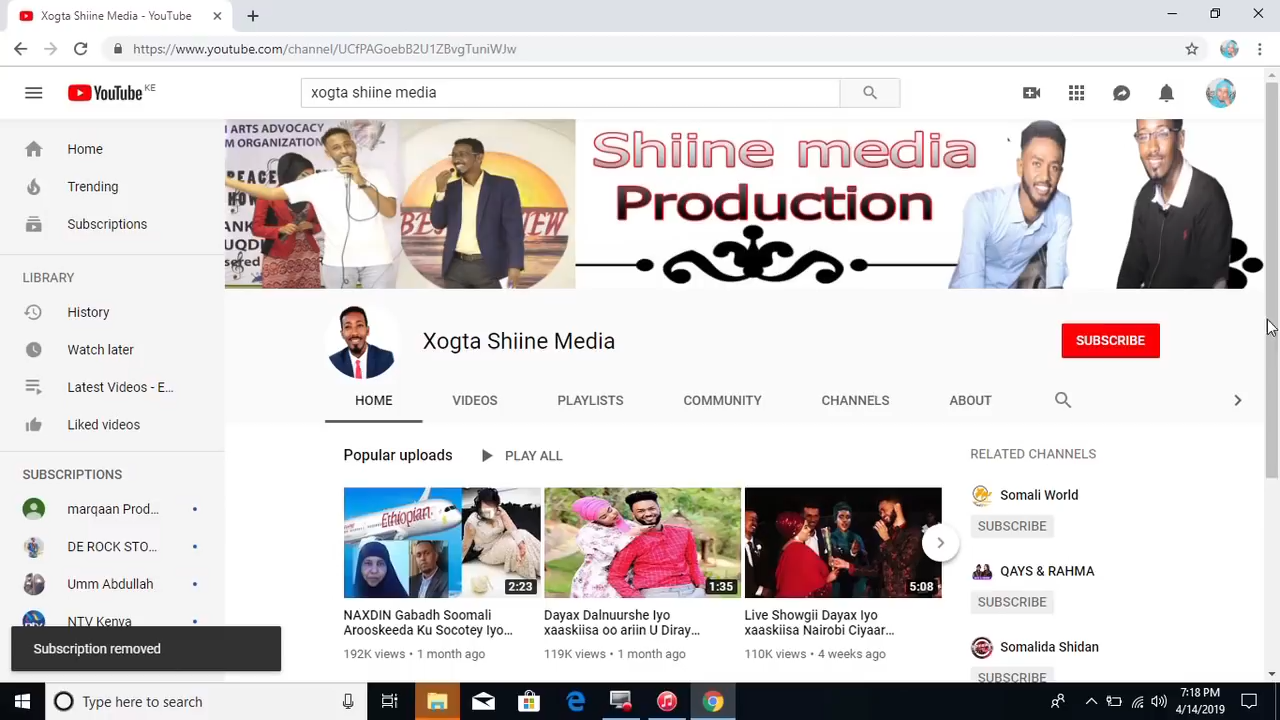 Xogta Shiine Media - YouTube
https://www.youtube.com/channel/UCfPAGoebB2U1ZBvgTuniWJw
YouTube KE
xogta shiine media
Home
Trending
Subscriptions
LIBRARY
History
Watch later
Latest Videos - E...
Liked videos
SUBSCRIPTIONS
marqaan Prod...
DE ROCK STO...
Umm Abdullah
NTV Kenya
Subscription removed
ARTS ADVOCACY
M ORGANIZATION
Shiine media
Production
Xogta Shiine Media
SUBSCRIBE
HOME
VIDEOS
PLAYLISTS
COMMUNITY
CHANNELS
ABOUT
Popular uploads
PLAY ALL
Ethiopian
2:23
1:35
5:08
NAXDIN Gabadh Soomali
Arooskeeda Ku Socotey Iyo...
192K views • 1 month ago
Dayax Dalnuurshe Iyo
xaaskiisa oo ariin U Diray...
119K views • 1 month ago
Live Showgii Dayax Iyo
xaaskiisa Nairobi Ciyaar...
110K views • 4 weeks ago
RELATED CHANNELS
Somali World
SUBSCRIBE
QAYS & RAHMA
SUBSCRIBE
Somalida Shidan
SUBSCRIBE
Type here to search
7:18 PM
4/14/2019